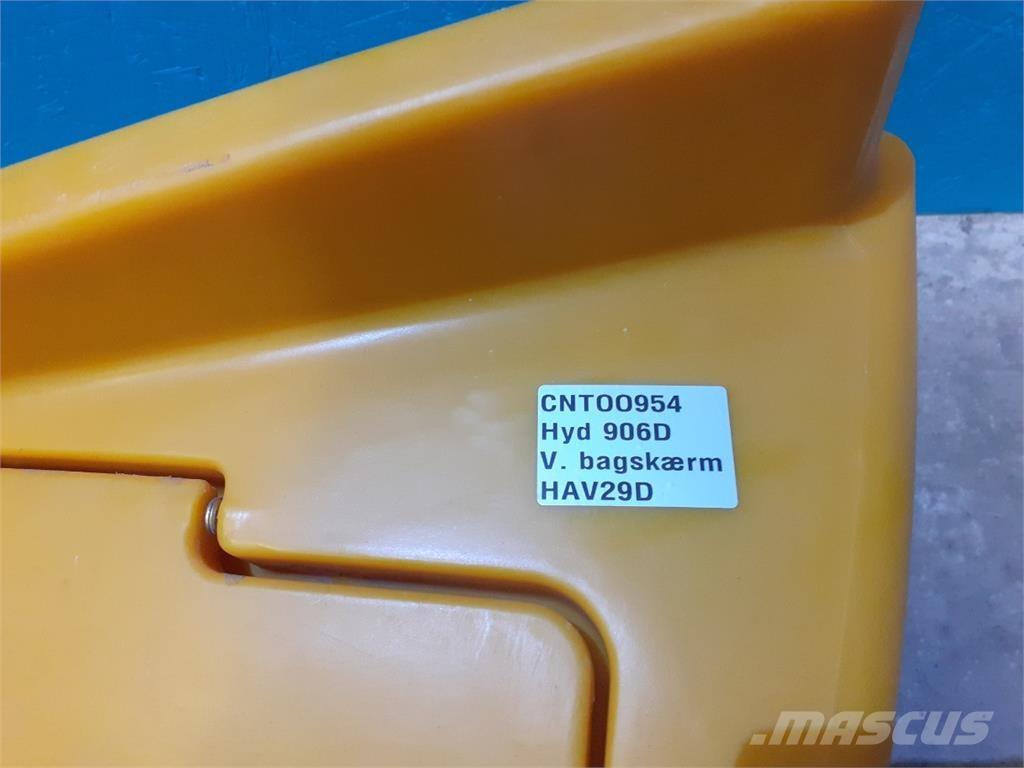 CNT00954
Hyd 906D
V. bagskærm
HAV29D
.MASCUS